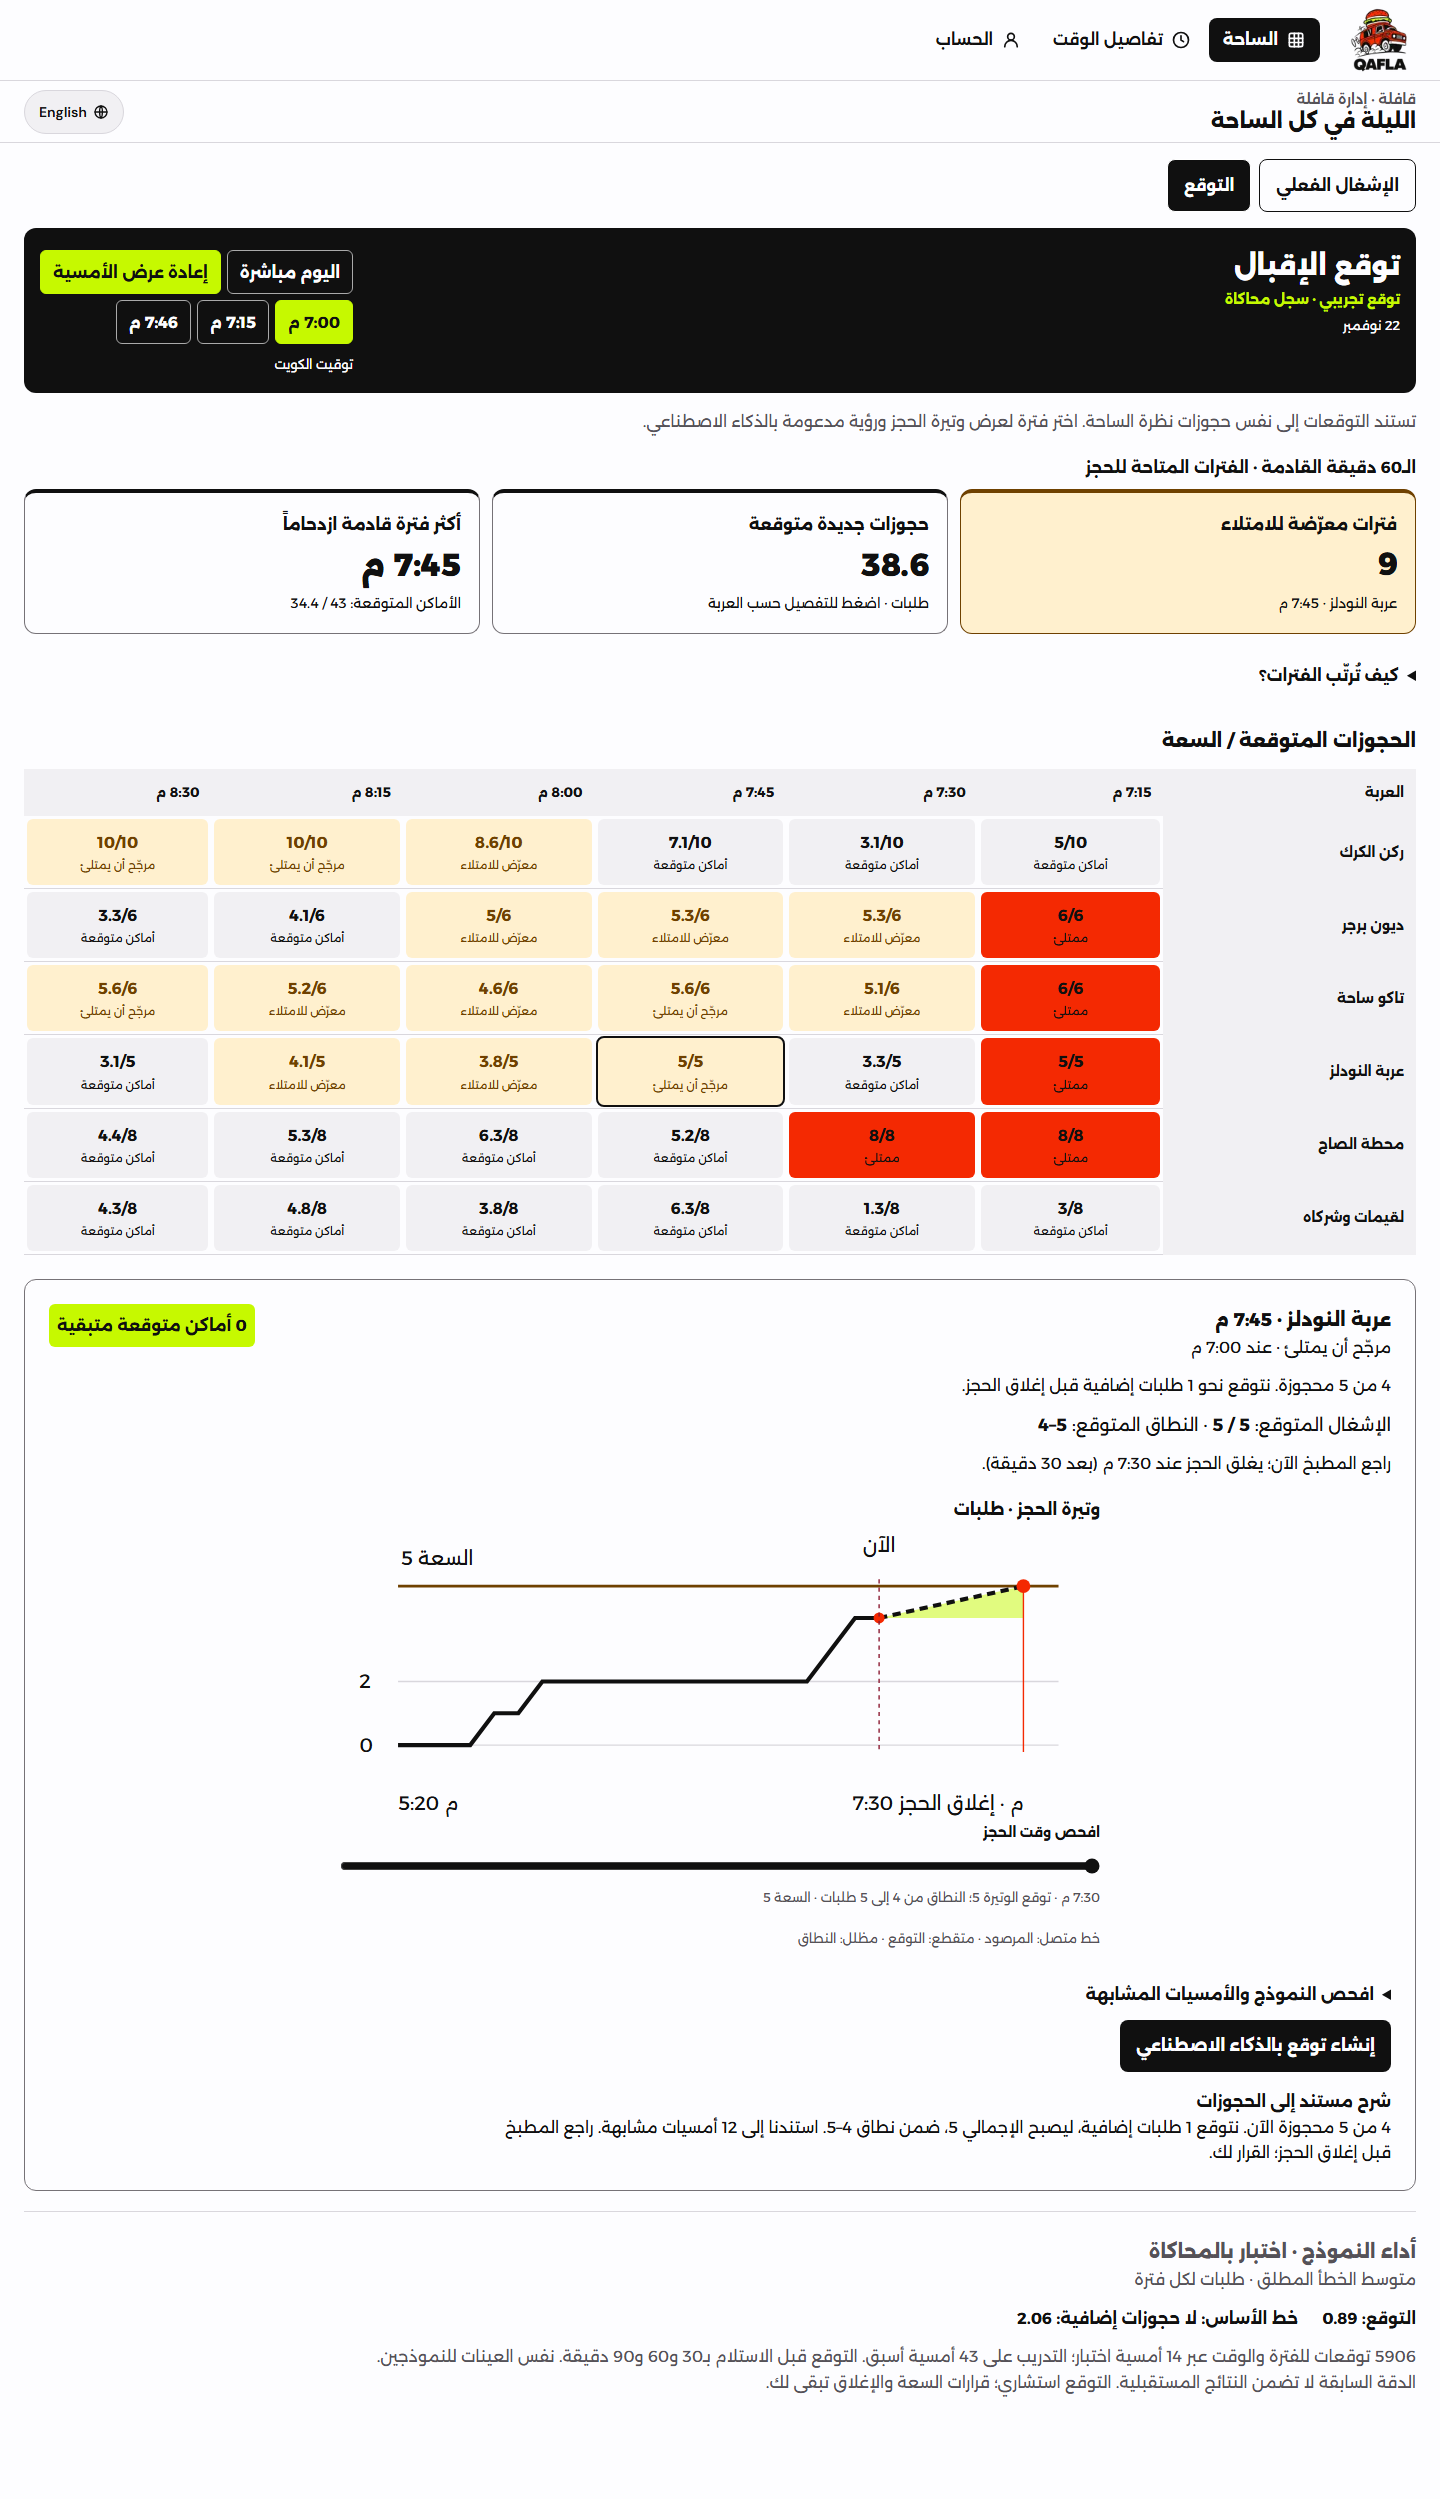 QAFLA
الساحة
تفاصيل الوقت
الحساب
قافلة · إدارة قافلة
الليلة في كل الساحة
English
الإشغال الفعلي
التوقع
توقع الإقبال
توقع تجريبي · سجل محاكاة
22 نوفمبر
اليوم مباشرة
إعادة عرض الأمسية
7:00 م
7:15 م
7:46 م
توقيت الكويت
تستند التوقعات إلى نفس حجوزات نظرة الساحة. اختر فترة لعرض وتيرة الحجز ورؤية مدعومة بالذكاء الاصطناعي.
الـ60 دقيقة القادمة · الفترات المتاحة للحجز
فترات معرّضة للامتلاء
9
عربة النودلز · 7:45 م
حجوزات جديدة متوقعة
38.6
طلبات · اضغط للتفصيل حسب العربة
أكثر فترة قادمة ازدحاماً
7:45 م
الأماكن المتوقعة: 43 / 34.4
كيف تُرتّب الفترات؟
الحجوزات المتوقعة / السعة
العربة 7:15 م 7:30 م 7:45 م 8:00 م 8:15 م 8:30 م
ركن الكرك 5/10 3.1/10 7.1/10 8.6/10 10/10 10/10
أماكن متوقعة أماكن متوقعة أماكن متوقعة معرّض للامتلاء مرجّح أن يمتلئ مرجّح أن يمتلئ
ديون برجر 6/6 5.3/6 5.3/6 5/6 4.1/6 3.3/6
ممتلئ معرّض للامتلاء معرّض للامتلاء معرّض للامتلاء أماكن متوقعة أماكن متوقعة
تاكو ساحة 6/6 5.1/6 5.6/6 4.6/6 5.2/6 5.6/6
ممتلئ معرّض للامتلاء مرجّح أن يمتلئ معرّض للامتلاء معرّض للامتلاء مرجّح أن يمتلئ
عربة النودلز 5/5 3.3/5 5/5 3.8/5 4.1/5 3.1/5
ممتلئ أماكن متوقعة مرجّح أن يمتلئ معرّض للامتلاء معرّض للامتلاء أماكن متوقعة
محطة الصاج 8/8 8/8 5.2/8 6.3/8 5.3/8 4.4/8
ممتلئ ممتلئ أماكن متوقعة أماكن متوقعة أماكن متوقعة أماكن متوقعة
لقيمات وشركاه 3/8 1.3/8 6.3/8 3.8/8 4.8/8 4.3/8
أماكن متوقعة أماكن متوقعة أماكن متوقعة أماكن متوقعة أماكن متوقعة أماكن متوقعة
عربة النودلز · 7:45 م
0 أماكن متوقعة متبقية
مرجّح أن يمتلئ · عند 7:00 م
4 من 5 محجوزة. نتوقع نحو 1 طلبات إضافية قبل إغلاق الحجز.
الإشغال المتوقع: 5 / 5 · النطاق المتوقع: 5–4
راجع المطبخ الآن؛ يغلق الحجز عند 7:30 م (بعد 30 دقيقة).
وتيرة الحجز · طلبات
الآن
السعة 5
2
0
5:20 م
7:30 م · إغلاق الحجز
افحص وقت الحجز
7:30 م · توقع الوتيرة 5؛ النطاق من 4 إلى 5 طلبات · السعة 5
خط متصل: المرصود · متقطع: التوقع · مظلل: النطاق
افحص النموذج والأمسيات المشابهة
إنشاء توقع بالذكاء الاصطناعي
شرح مستند إلى الحجوزات
4 من 5 محجوزة الآن. نتوقع 1 طلبات إضافية، ليصبح الإجمالي 5، ضمن نطاق 4–5. استندنا إلى 12 أمسيات مشابهة. راجع المطبخ
قبل إغلاق الحجز؛ القرار لك.
أداء النموذج · اختبار بالمحاكاة
متوسط الخطأ المطلق · طلبات لكل فترة
التوقع: 0.89 خط الأساس: لا حجوزات إضافية: 2.06
5906 توقعات للفترة والوقت عبر 14 أمسية اختبار؛ التدريب على 43 أمسية أسبق. التوقع قبل الاستلام بـ30 و60 و90 دقيقة. نفس العينات للنموذجين.
الدقة السابقة لا تضمن النتائج المستقبلية. التوقع استشاري؛ قرارات السعة والإغلاق تبقى لك.